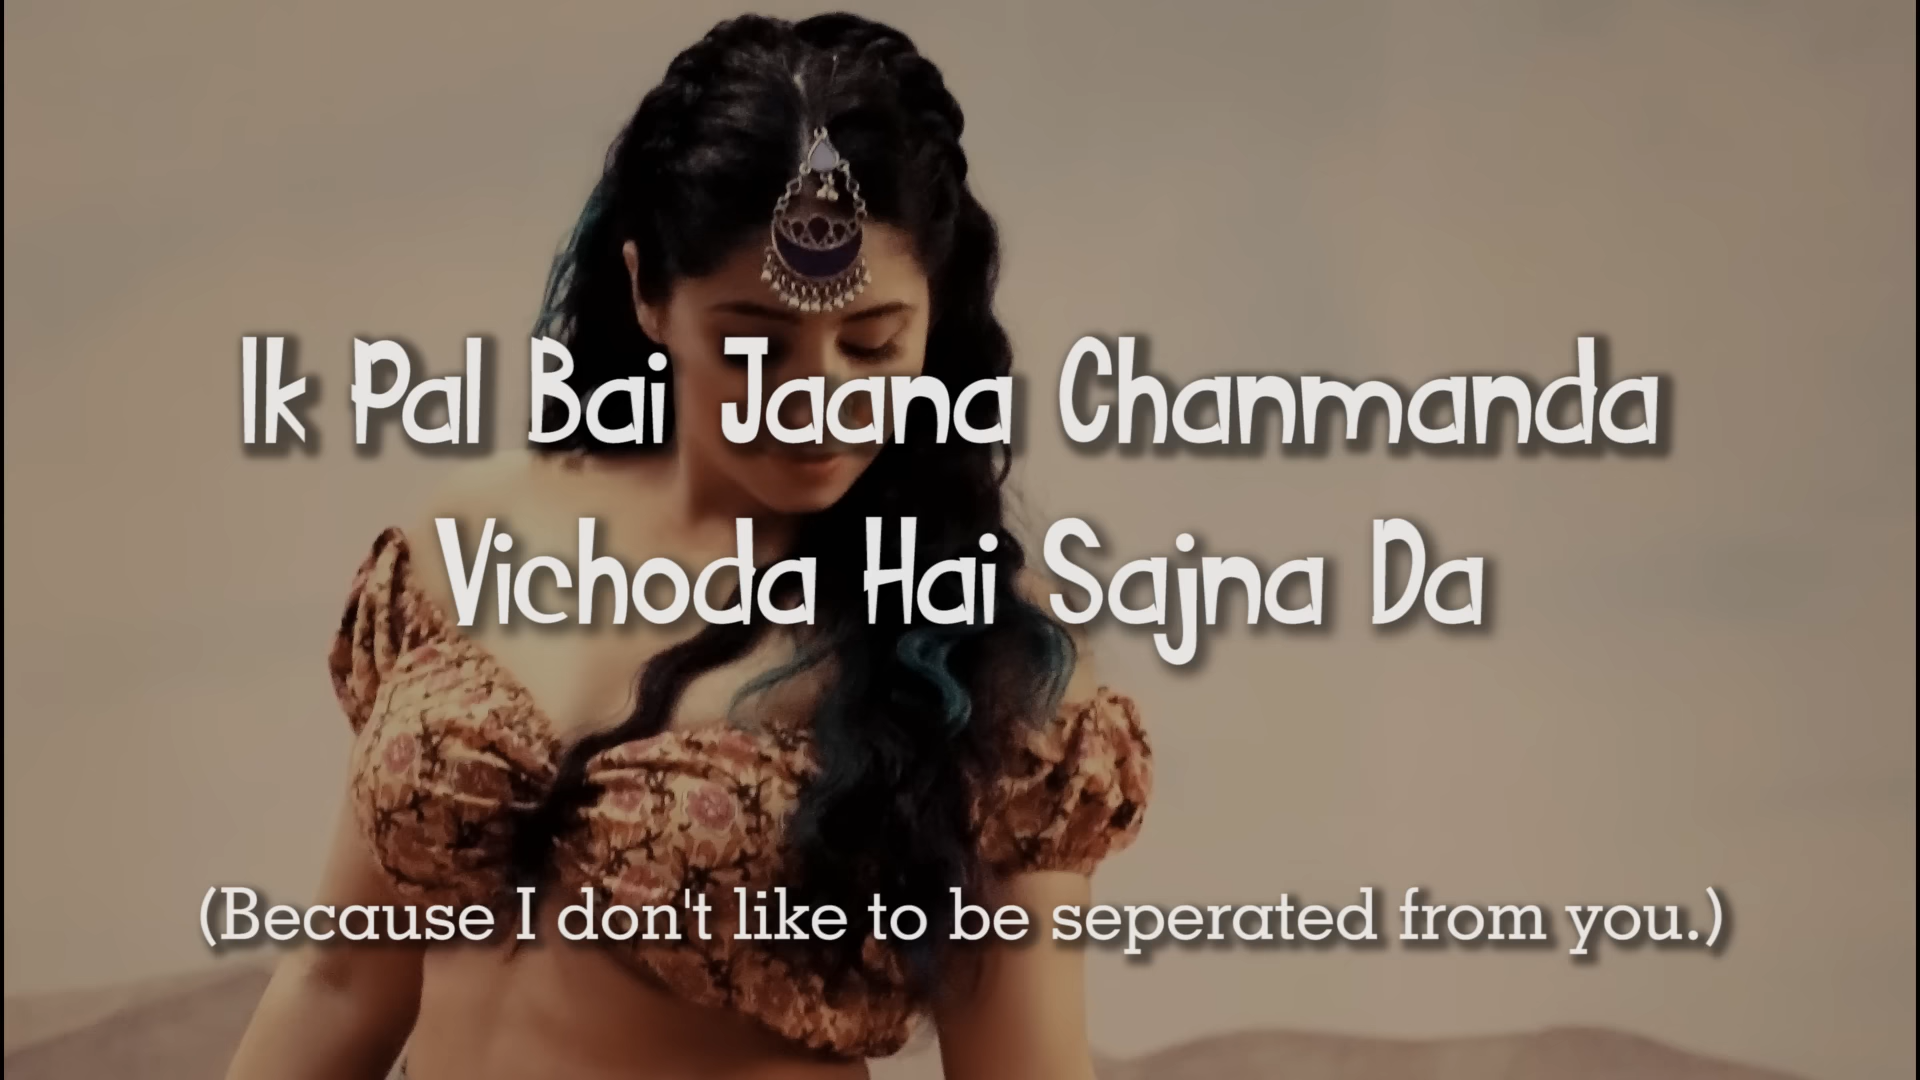 Ik Pal Bai Jaana Chanmanda
Vichoda Hai Sajna Da
(Because I don't like to be seperated from you.)